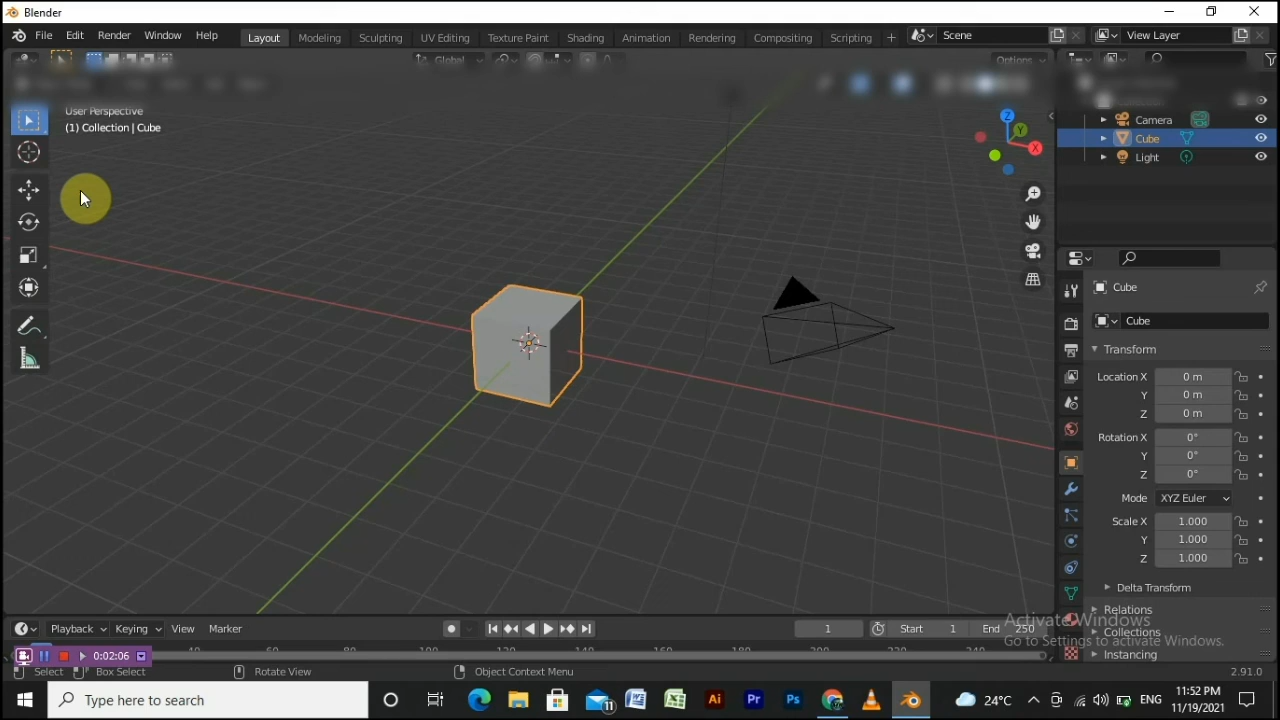 Blender
File Edit Render Window Help Layout Modeling Sculpting UV Editing Texture Paint Shading Animation Rendering Compositing Scripting + Scene View Layer
Global Options
User Perspective
(1) Collection | Cube
Z
Y
X
Camera
Cube
Light
Cube
Cube
Transform
Location X 0 m
Y 0 m
Z 0 m
Rotation X 0°
Y 0°
Z 0°
Mode XYZ Euler
Scale X 1.000
Y 1.000
Z 1.000
Delta Transform
Relations
Collections
Instancing
Activate Windows
Go to Settings to activate Windows.
Playback Keying View Marker 1 Start 1 End 250
0:02:06
Select Box Select Rotate View Object Context Menu 2.91.0
Type here to search
11
Ai Pr Ps
24°C ENG
11:52 PM
11/19/2021